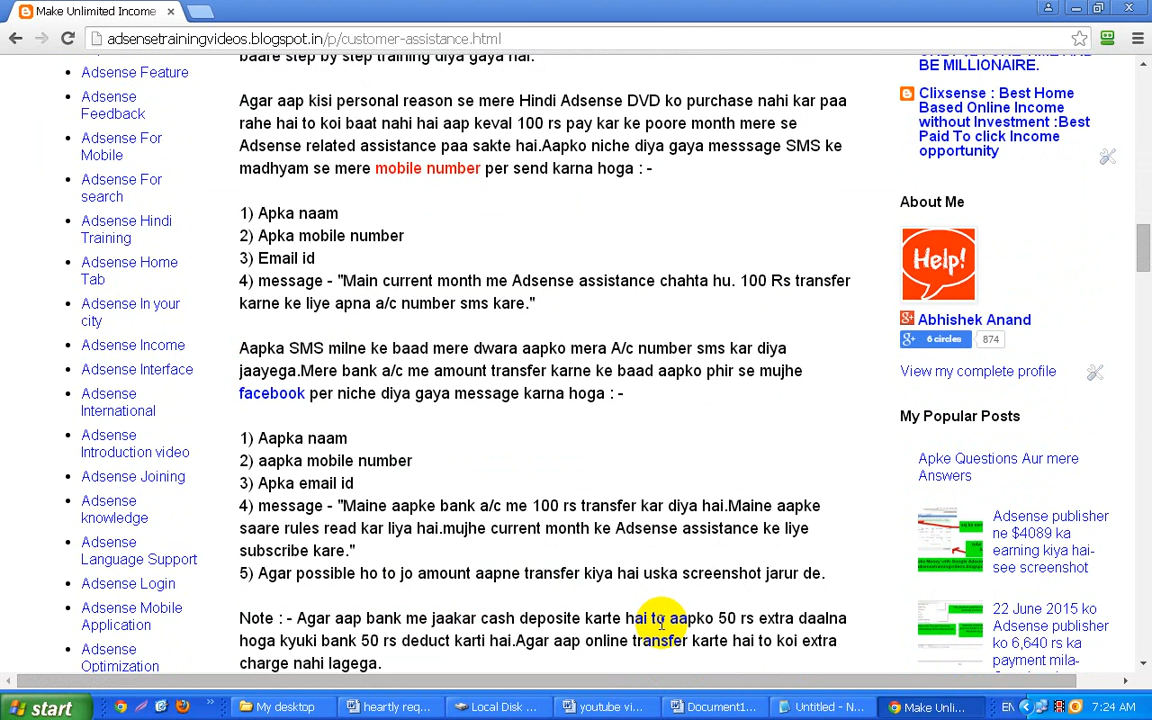 Make Unlimited Income
adsensetrainingvideos.blogspot.in/p/customer-assistance.html
Adsense Feature
Adsense
Feedback
Adsense For
Mobile
Adsense For
search
Adsense Hindi
Training
Adsense Home
Tab
Adsense In your
city
Adsense Income
Adsense Interface
Adsense
International
Adsense
Introduction video
Adsense Joining
Adsense
knowledge
Adsense
Language Support
Adsense Login
Adsense Mobile
Adsense
Optimization
baare step by step training diya gaya hai.
Agar aap kisi personal reason se mere Hindi Adsense DVD ko purchase nahi kar paa
rahe hai to koi baat nahi hai aap keval 100 rs pay kar ke poore month mere se
Adsense related assistance paa sakte hai.Aapko niche diya gaya messsage SMS ke
madhyam se mere mobile number per send karna hoga : -
1) Apka naam
2) Apka mobile number
3) Email id
4) message - "Main current month me Adsense assistance chahta hu. 100 Rs transfer
karne ke liye apna a/c number sms kare."
Aapka SMS milne ke baad mere dwara aapko mera A/c number sms kar diya
jaayega.Mere bank a/c me amount transfer karne ke baad aapko phir se mujhe
facebook per niche diya gaya message karna hoga : -
1) Aapka naam
2) aapka mobile number
3) Apka email id
4) message - "Maine aapke bank a/c me 100 rs transfer kar diya hai.Maine aapke
saare rules read kar liya hai.mujhe current month ke Adsense assistance ke liye
subscribe kare."
5) Agar possible ho to jo amount aapne transfer kiya hai uska screenshot jarur de.
Note : - Agar aap bank me jaakar cash deposite karte hai to aapko 50 rs extra daalna
hoga kyuki bank 50 rs deduct karti hai.Agar aap online transfer karte hai to koi extra
charge nahi lagega.
BE MILLIONAIRE.
Clixsense : Best Home
Based Online Income
without Investment :Best
Paid To click Income
opportunity
About Me
Help!
Abhishek Anand
6 circles 874
View my complete profile
My Popular Posts
Apke Questions Aur mere
Answers
Adsense publisher
ne $4089 ka
earning kiya hai-
see screenshot
22 June 2015 ko
Adsense publisher
ko 6,640 rs ka
payment mila-
start
My desktop
heartly req...
Local Disk ...
youtube vi...
Document1...
Untitled - N...
Make Unli...
EN
7:24 AM